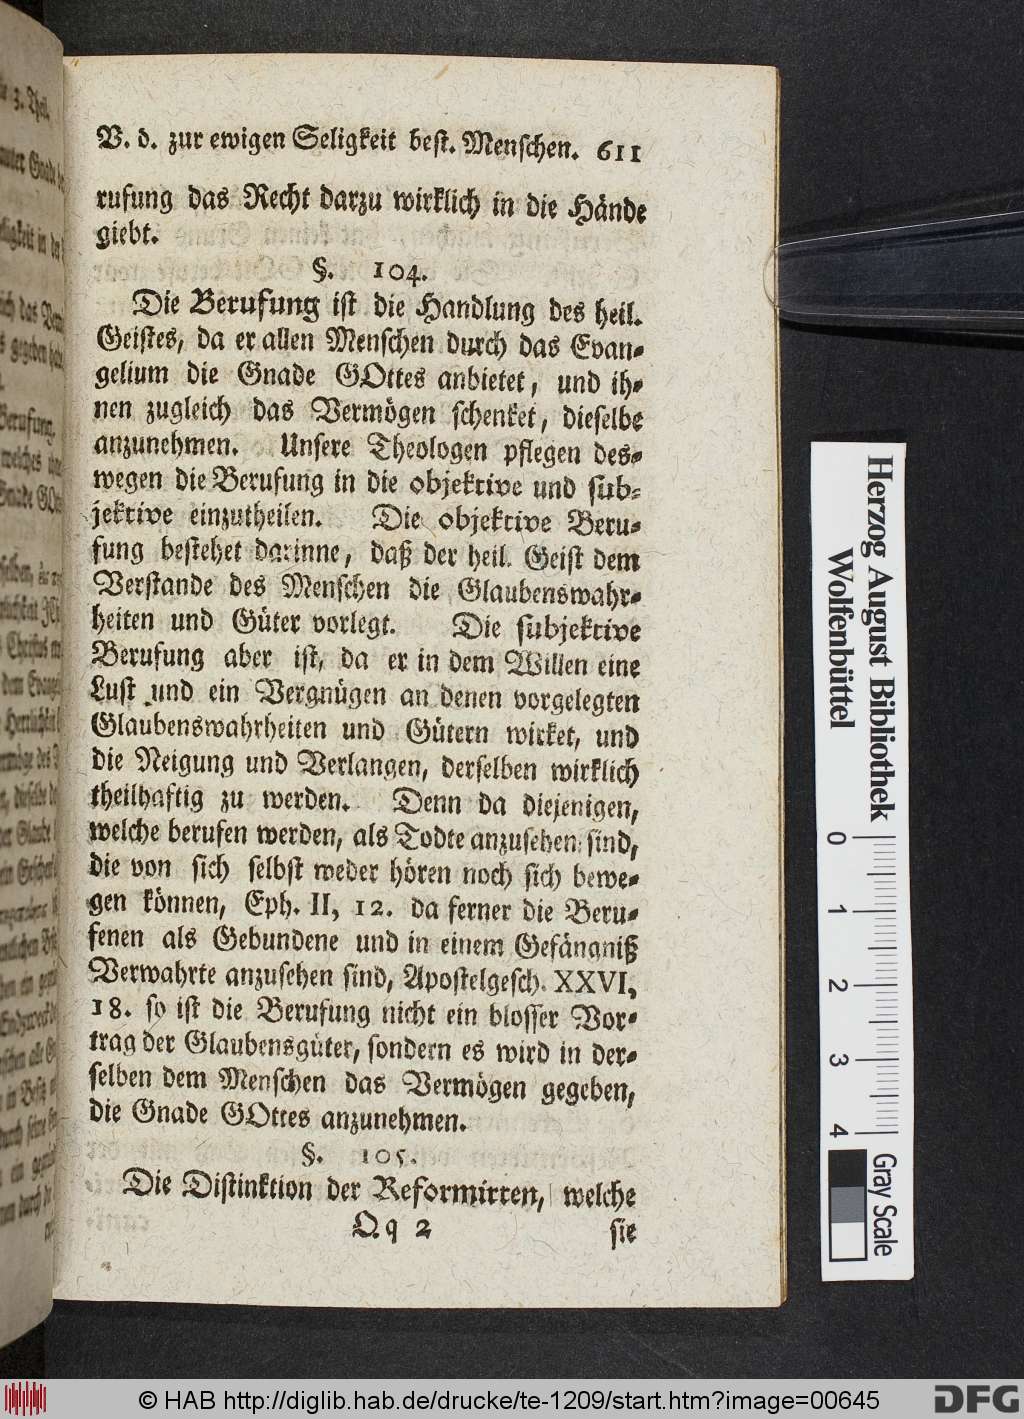 V. d. zur ewigen Seligkeit best. Menschen. 611
rufung das Recht darzu wirklich in die Hände
giebt.
§. 104.
Die Berufung ist die Handlung des heil.
Geistes, da er allen Menschen durch das Evan-
gelium die Gnade GOttes anbietet, und ih-
nen zugleich das Vermögen schenket, dieselbe
anzunehmen. Unsere Theologen pflegen des-
wegen die Berufung in die objektive und sub-
jektive einzutheilen. Die objektive Beru-
fung bestehet darinne, daß der heil. Geist dem
Verstande des Menschen die Glaubenswahr-
heiten und Güter vorlegt. Die subjektive
Berufung aber ist, da er in dem Willen eine
Lust und ein Vergnügen an denen vorgelegten
Glaubenswahrheiten und Gütern wirket, und
die Neigung und Verlangen, derselben wirklich
theilhaftig zu werden. Denn da diejenigen,
welche berufen werden, als Todte anzusehen sind,
die von sich selbst weder hören noch sich bewe-
gen können, Eph. II, 12. da ferner die Beru-
fenen als Gebundene und in einem Gefängniß
Verwahrte anzusehen sind, Apostelgesch. XXVI,
18. so ist die Berufung nicht ein blosser Vor-
trag der Glaubensgüter, sondern es wird in der-
selben dem Menschen das Vermögen gegeben,
die Gnade GOttes anzunehmen.
§. 105.
Die Distinktion der Reformirten, welche
Q q 2 sie
Herzog August Bibliothek
Wolfenbüttel
0 1 2 3 4
Gray Scale
© HAB http://diglib.hab.de/drucke/te-1209/start.htm?image=00645
DFG